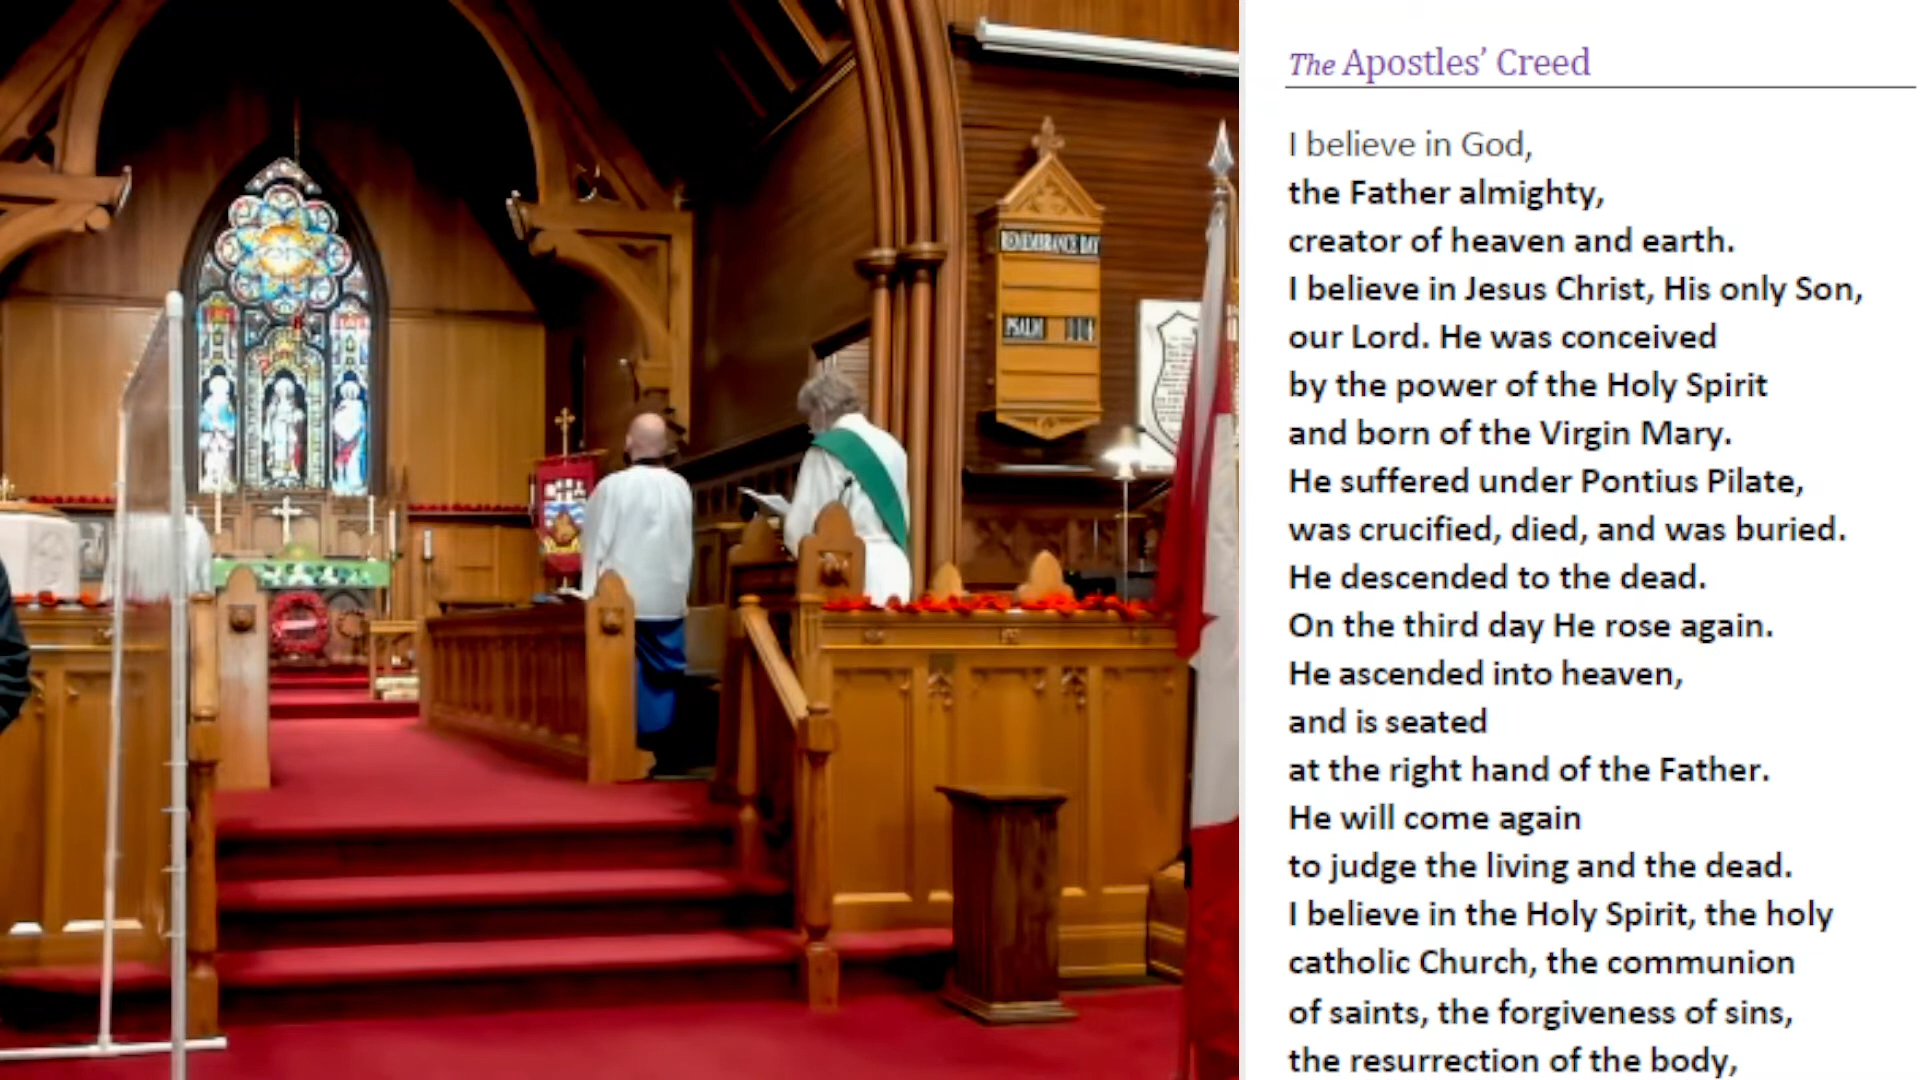 REMEMBRANCE DAY
PSALM 116
The Apostles’ Creed
I believe in God,
the Father almighty,
creator of heaven and earth.
I believe in Jesus Christ, His only Son,
our Lord. He was conceived
by the power of the Holy Spirit
and born of the Virgin Mary.
He suffered under Pontius Pilate,
was crucified, died, and was buried.
He descended to the dead.
On the third day He rose again.
He ascended into heaven,
and is seated
at the right hand of the Father.
He will come again
to judge the living and the dead.
I believe in the Holy Spirit, the holy
catholic Church, the communion
of saints, the forgiveness of sins,
the resurrection of the body,